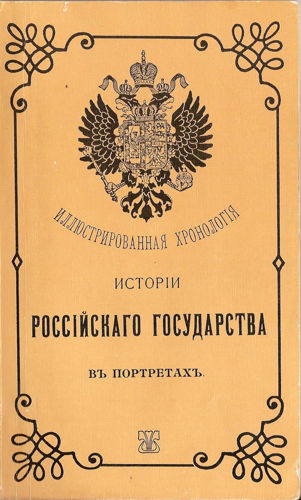 ИЛЛЮСТРИРОВАННАЯ ХРОНОЛОГІЯ
ИСТОРІИ
РОССІЙСКАГО ГОСУДАРСТВА
ВЪ ПОРТРЕТАХЪ.